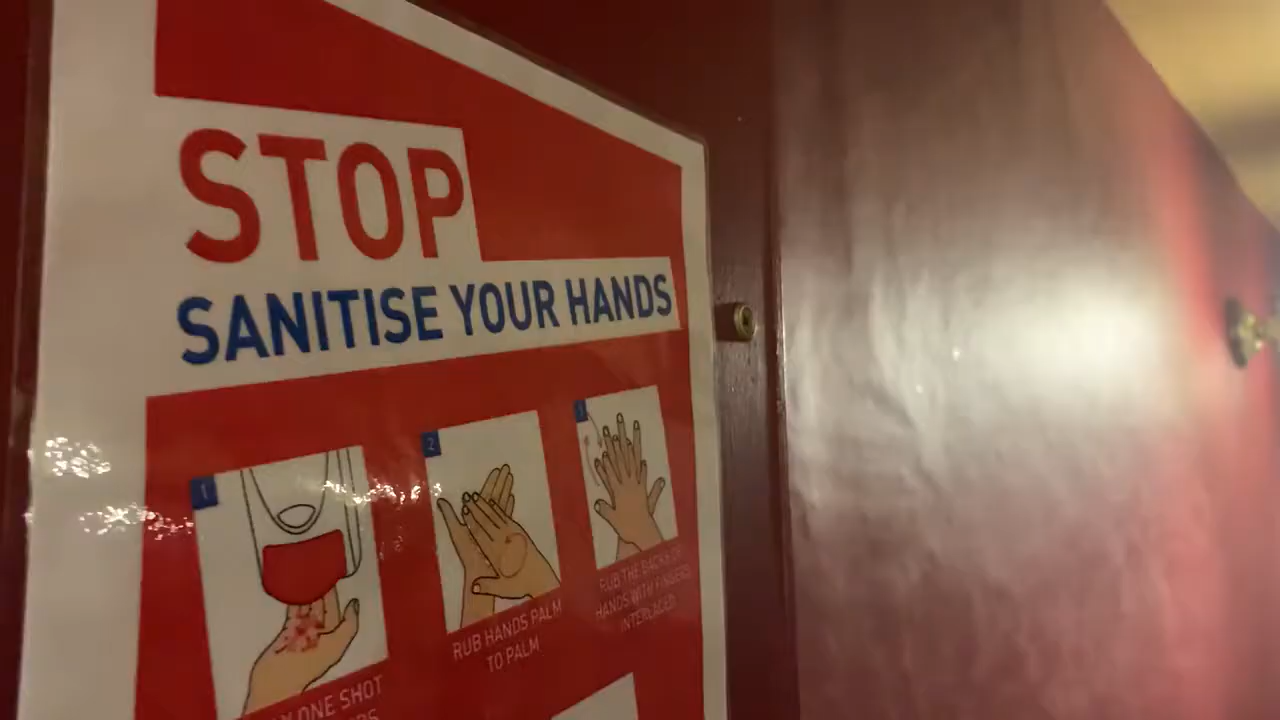 STOP
SANITISE YOUR HANDS
1
2
3
ONE SHOT
RUB HANDS PALM
TO PALM
RUB THE BACK OF
HANDS WITH FINGERS
INTERLACED